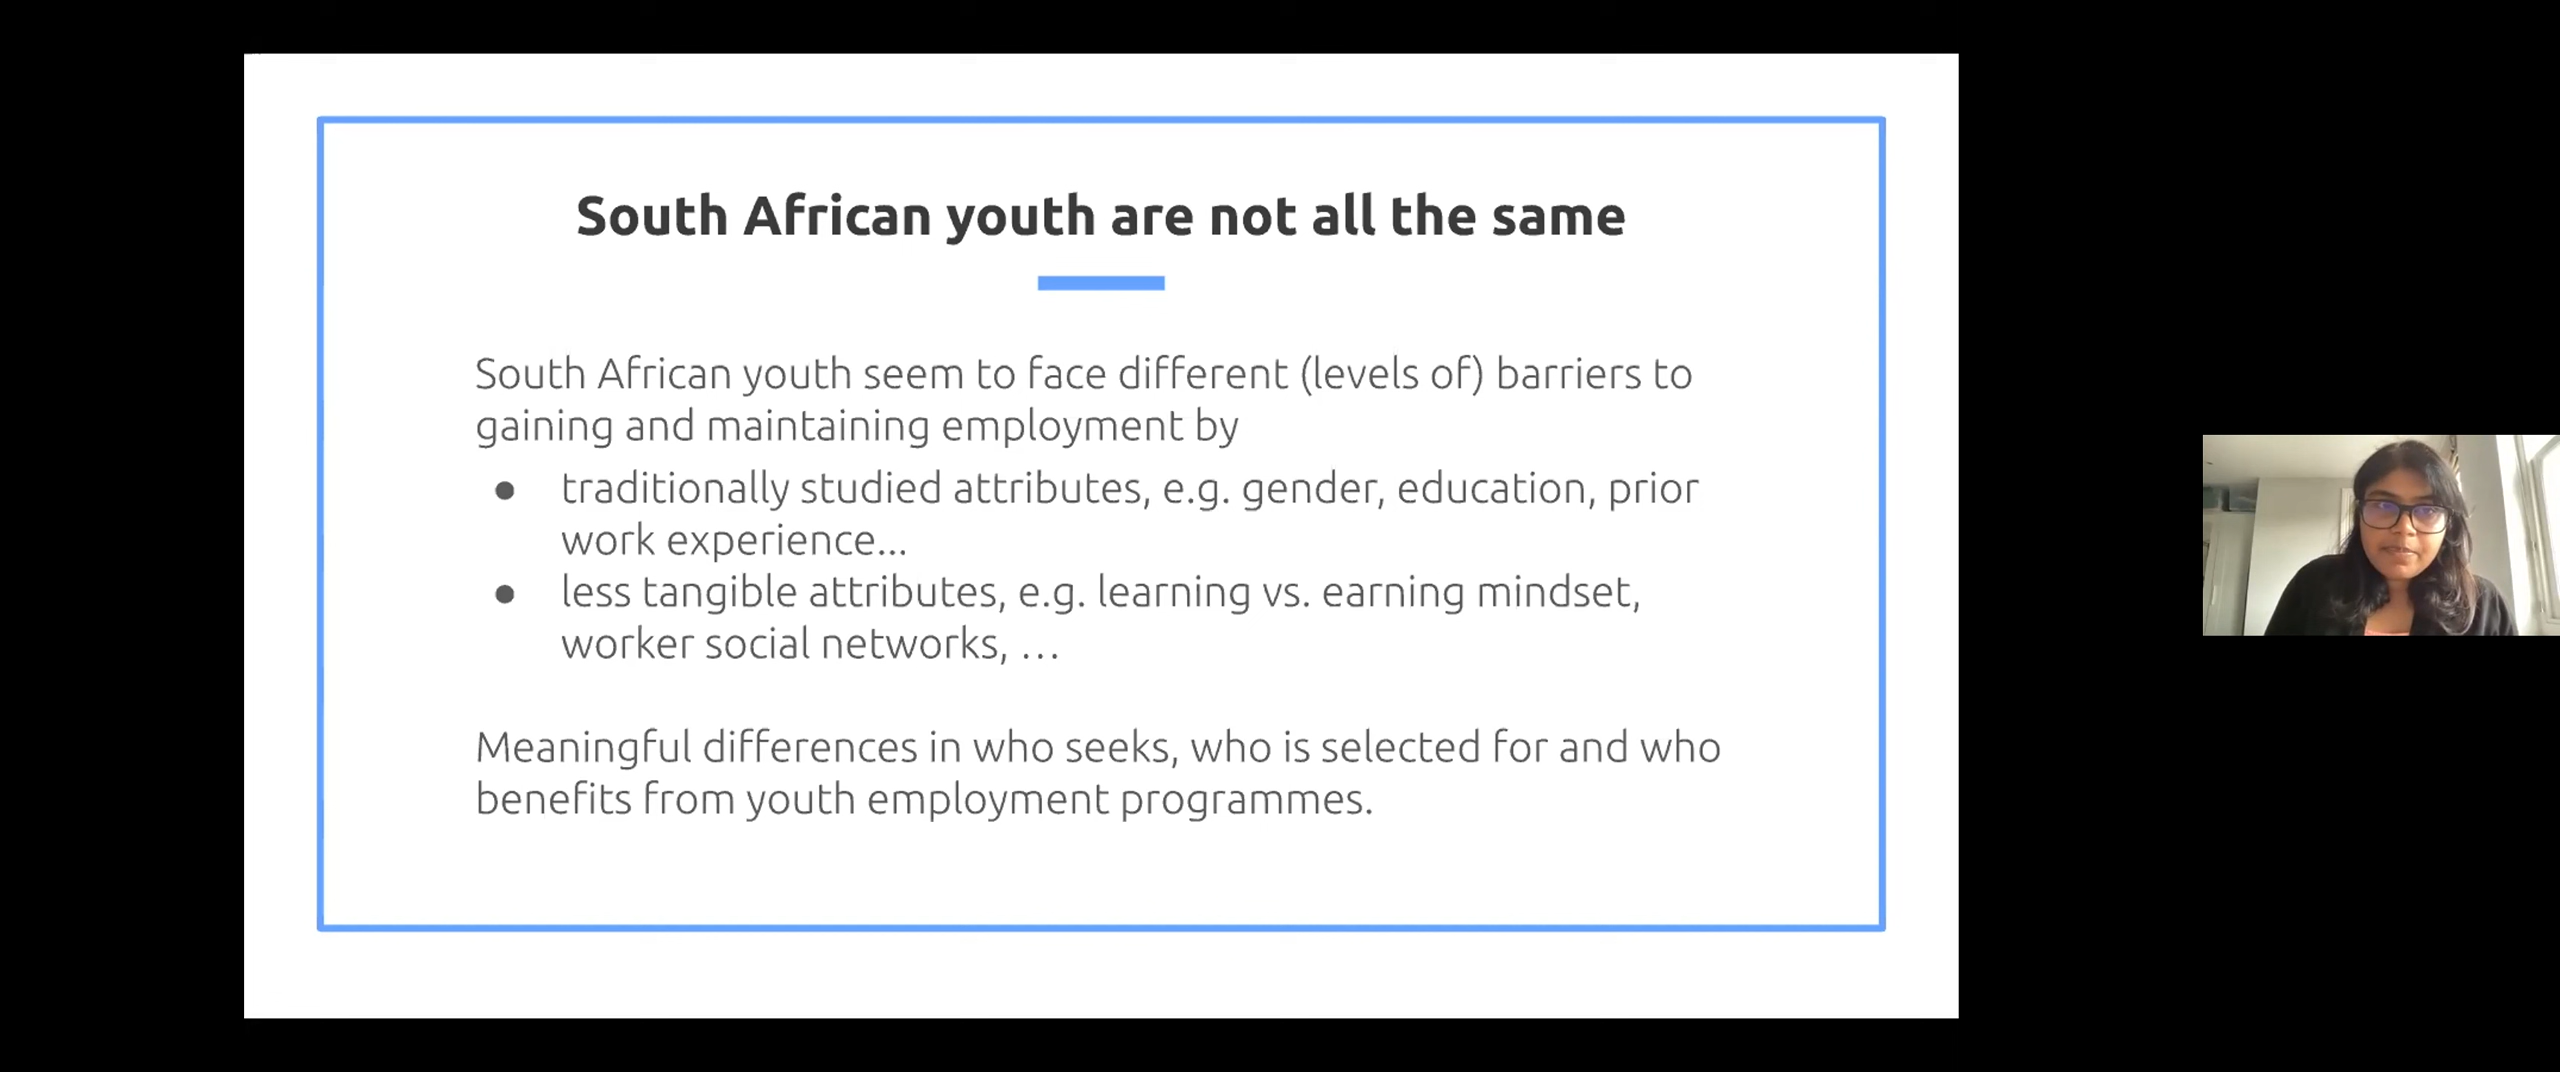 South African youth are not all the same
South African youth seem to face different (levels of) barriers to
gaining and maintaining employment by
● traditionally studied attributes, e.g. gender, education, prior
work experience...
● less tangible attributes, e.g. learning vs. earning mindset,
worker social networks, …
Meaningful differences in who seeks, who is selected for and who
benefits from youth employment programmes.